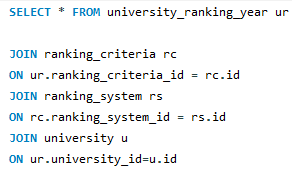 SELECT * FROM university_ranking_year ur
JOIN ranking_criteria rc
ON ur.ranking_criteria_id = rc.id
JOIN ranking_system rs
ON rc.ranking_system_id = rs.id
JOIN university u
ON ur.university_id=u.id